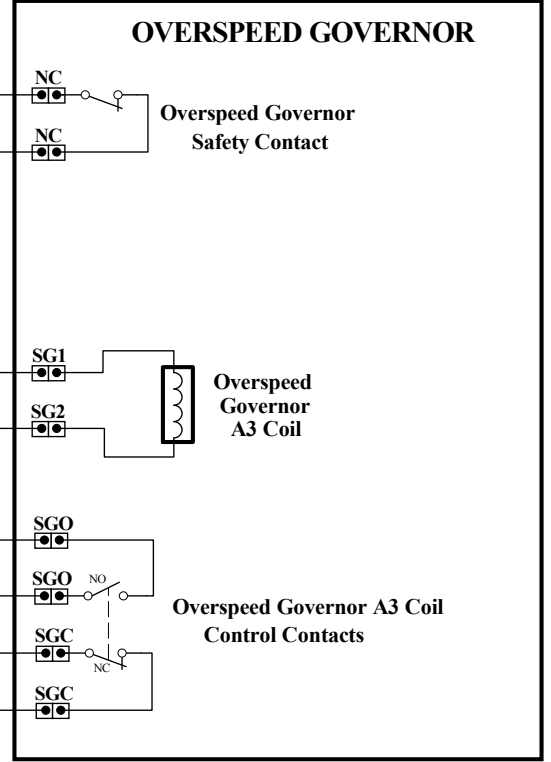 OVERSPEED GOVERNOR
NC
Overspeed Governor
Safety Contact
NC
SG1
Overspeed
Governor
A3 Coil
SG2
SGO
SGO
NO
Overspeed Governor A3 Coil
Control Contacts
SGC
NC
SGC